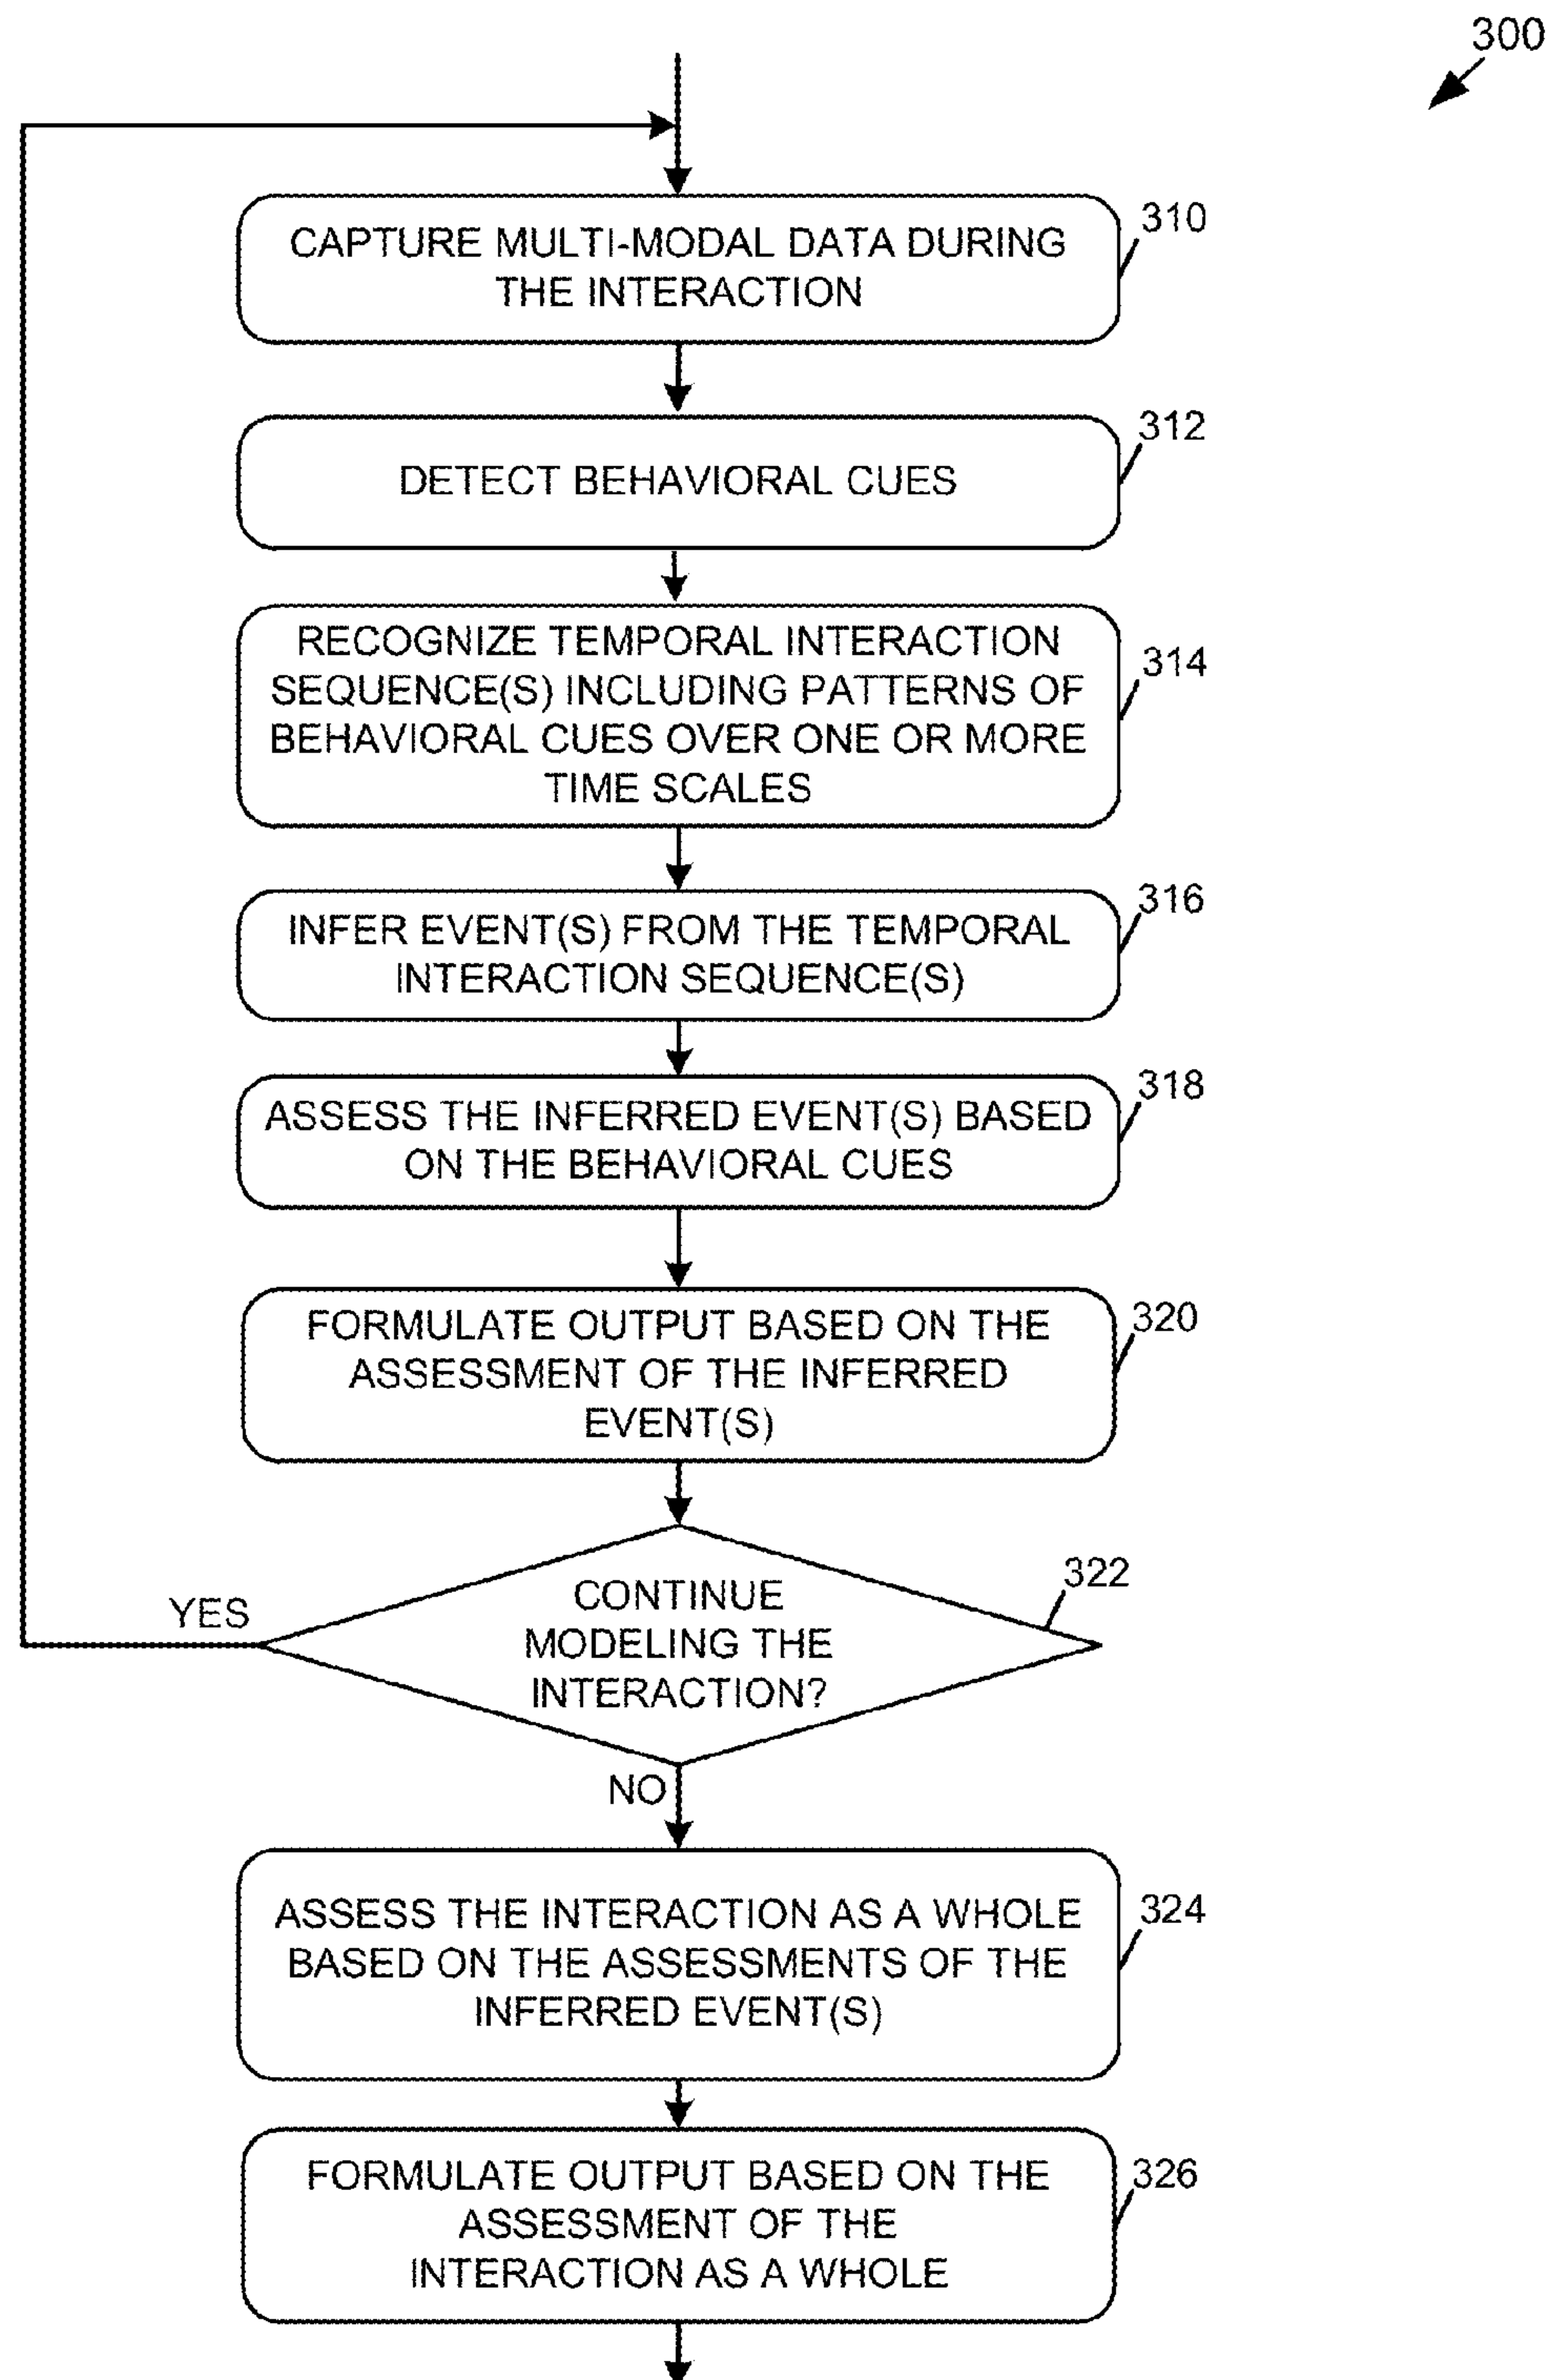 300
310
CAPTURE MULTI-MODAL DATA DURING
THE INTERACTION
312
DETECT BEHAVIORAL CUES
314
RECOGNIZE TEMPORAL INTERACTION
SEQUENCE(S) INCLUDING PATTERNS OF
BEHAVIORAL CUES OVER ONE OR MORE
TIME SCALES
316
INFER EVENT(S) FROM THE TEMPORAL
INTERACTION SEQUENCE(S)
318
ASSESS THE INFERRED EVENT(S) BASED
ON THE BEHAVIORAL CUES
320
FORMULATE OUTPUT BASED ON THE
ASSESSMENT OF THE INFERRED
EVENT(S)
322
YES
CONTINUE
MODELING THE
INTERACTION?
NO
324
ASSESS THE INTERACTION AS A WHOLE
BASED ON THE ASSESSMENTS OF THE
INFERRED EVENT(S)
326
FORMULATE OUTPUT BASED ON THE
ASSESSMENT OF THE
INTERACTION AS A WHOLE